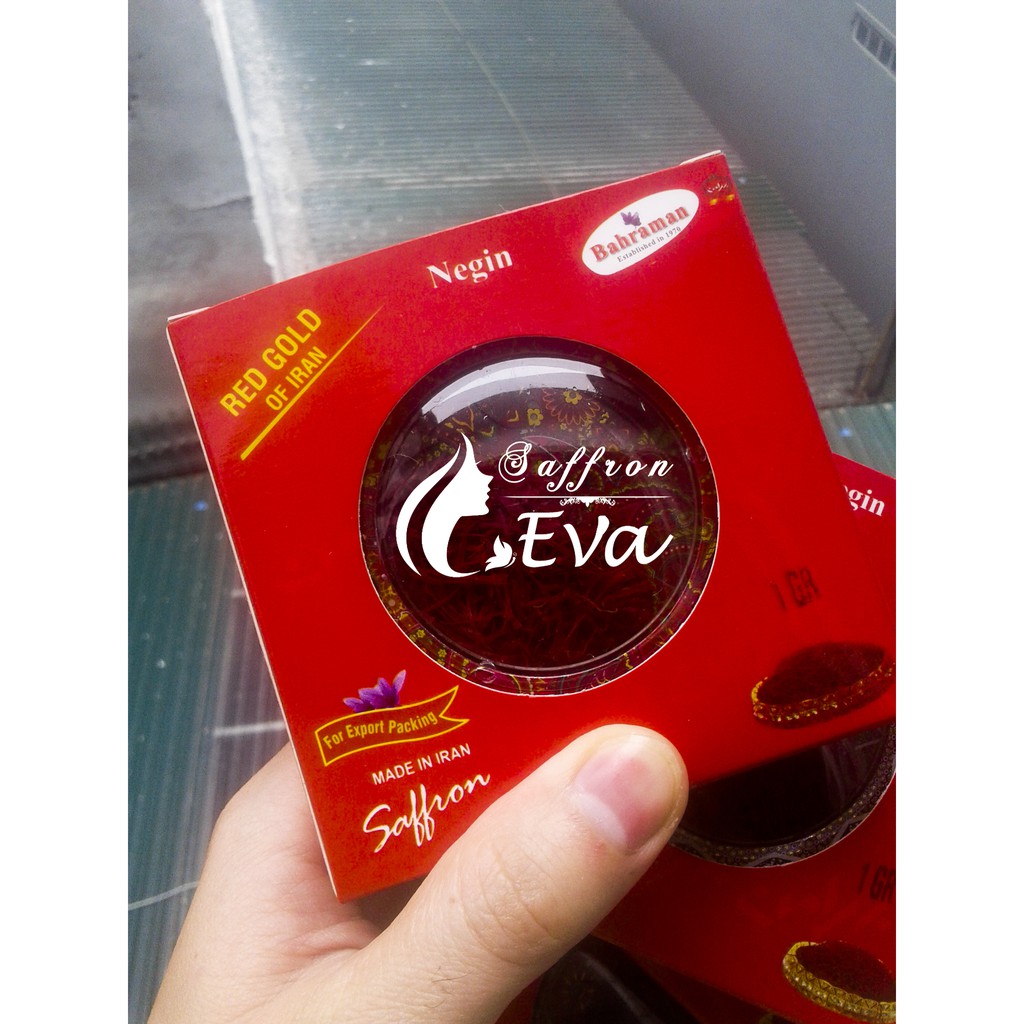 Negin
Bahraman
Established in 1970
RED GOLD
OF IRAN
Saffron
Eva
For Export Packing
MADE IN IRAN
Saffron
1 GR
gin
1 GR